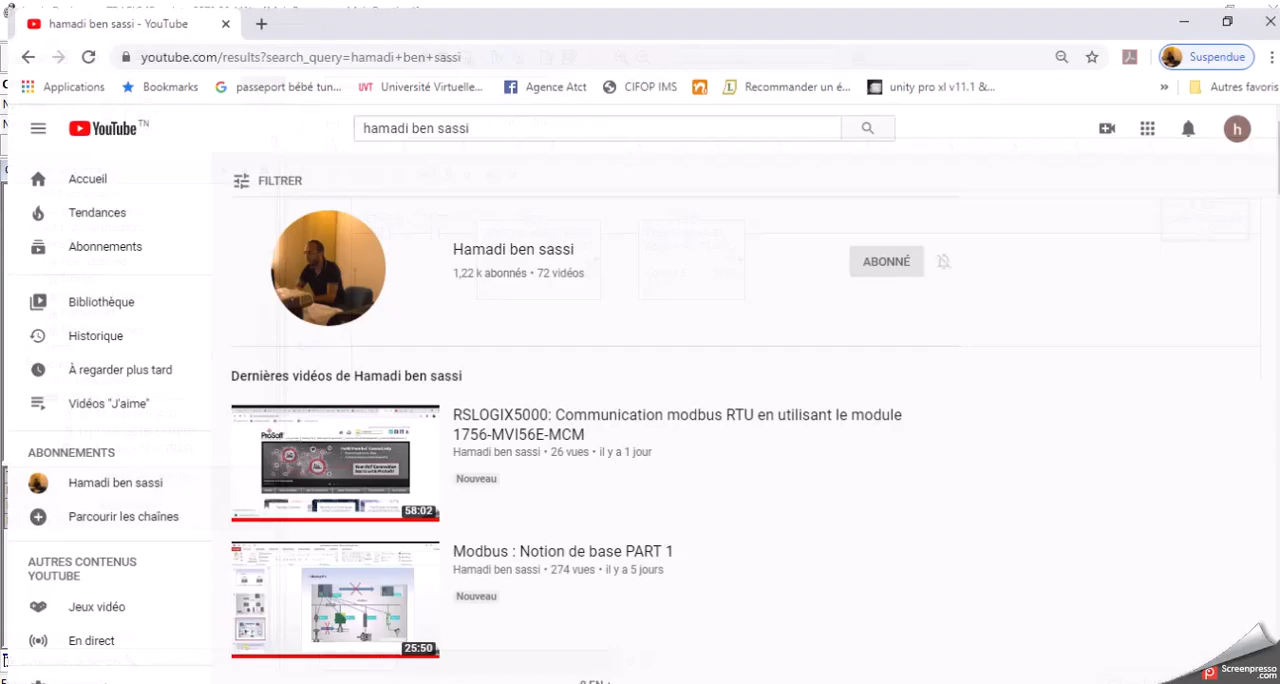 hamadi ben sassi - YouTube
youtube.com/results?search_query=hamadi+ben+sassi
Suspendue
Applications
Bookmarks
passeport bébé tun...
UVT Université Virtuelle...
Agence Atct
CIFOP IMS
Recommander un é...
unity pro xl v11.1 &...
Autres favoris
YouTube TN
hamadi ben sassi
h
Accueil
Tendances
Abonnements
Bibliothèque
Historique
À regarder plus tard
Vidéos "J'aime"
ABONNEMENTS
Hamadi ben sassi
Parcourir les chaînes
AUTRES CONTENUS
YOUTUBE
Jeux vidéo
En direct
FILTRER
Hamadi ben sassi
1,22 k abonnés • 72 vidéos
ABONNÉ
Dernières vidéos de Hamadi ben sassi
ProSoft
58:02
RSLOGIX5000: Communication modbus RTU en utilisant le module
1756-MVI56E-MCM
Hamadi ben sassi • 26 vues • il y a 1 jour
Nouveau
25:50
Modbus : Notion de base PART 1
Hamadi ben sassi • 274 vues • il y a 5 jours
Nouveau
Screenpresso
.com